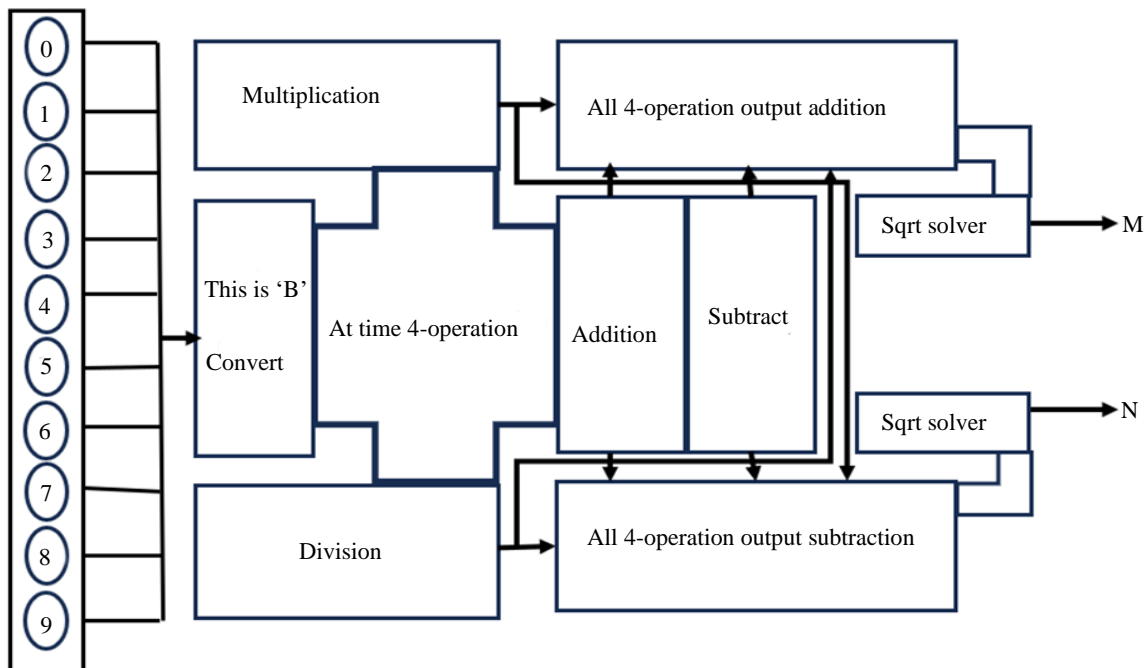 0
1
2
3
4
5
6
7
8
9
Multiplication
This is ‘B’
Convert
At time 4-operation
Division
All 4-operation output addition
Addition
Subtract
All 4-operation output subtraction
Sqrt solver
M
Sqrt solver
N